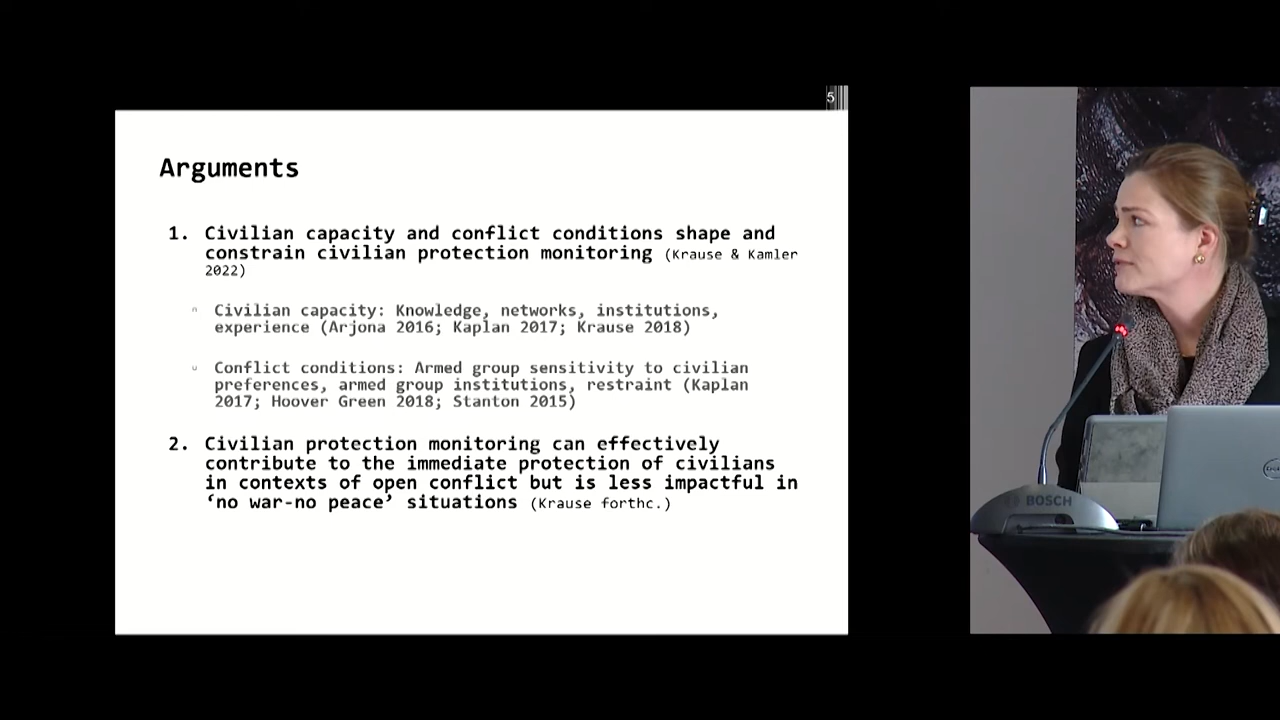 5
Arguments
1. Civilian capacity and conflict conditions shape and
constrain civilian protection monitoring (Krause & Kamler
2022)
Civilian capacity: Knowledge, networks, institutions,
experience (Arjona 2016; Kaplan 2017; Krause 2018)
Conflict conditions: Armed group sensitivity to civilian
preferences, armed group institutions, restraint (Kaplan
2017; Hoover Green 2018; Stanton 2015)
2. Civilian protection monitoring can effectively
contribute to the immediate protection of civilians
in contexts of open conflict but is less impactful in
‘no war-no peace’ situations (Krause forthc.)
BOSCH